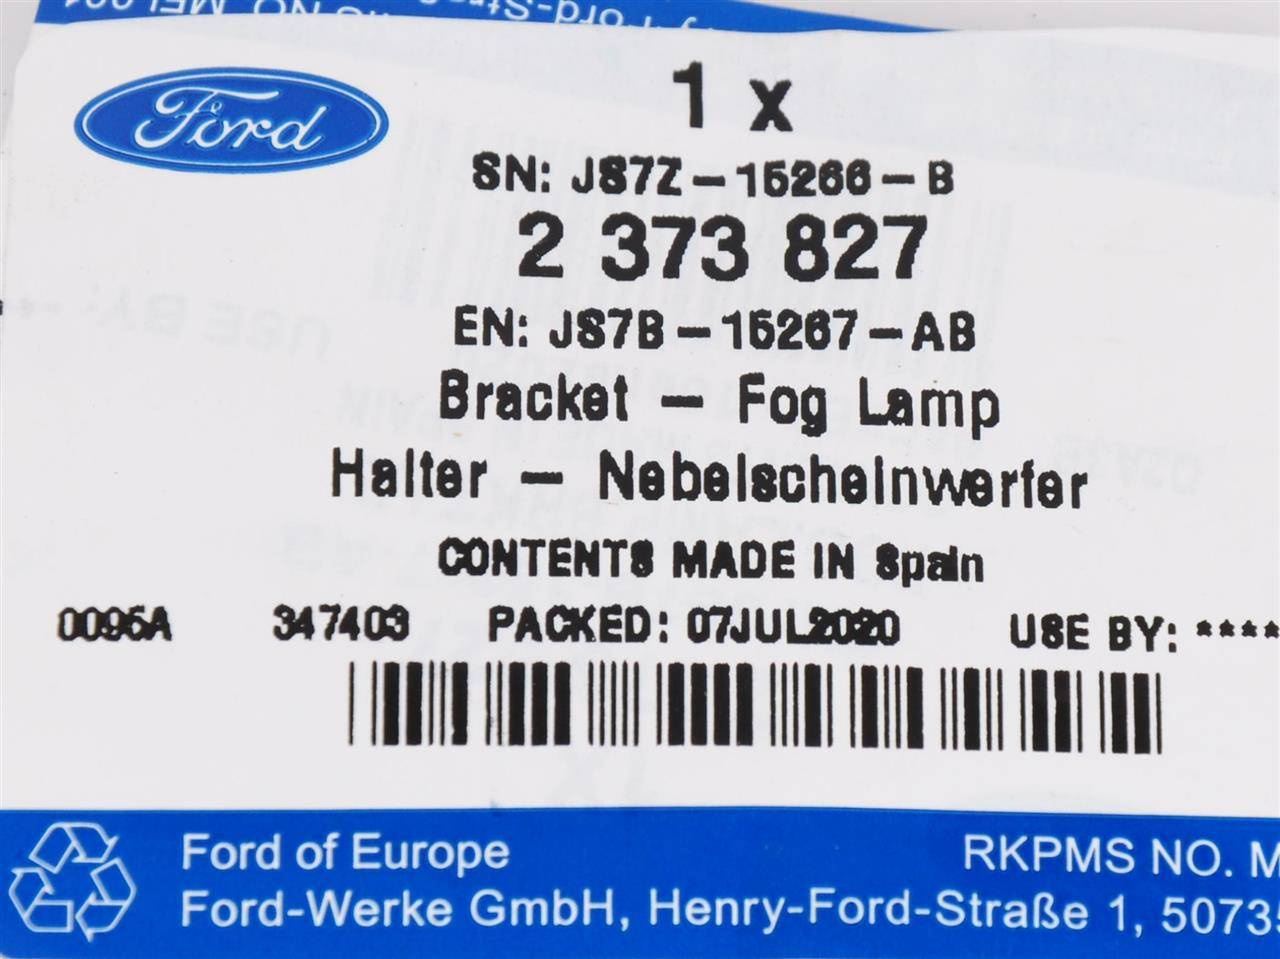 Ford
1 x
SN: JS7Z-15266-B
2 373 827
EN: JS7B-15267-AB
Bracket - Fog Lamp
Halter - Nebelscheinwerfer
CONTENTS MADE IN Spain
0095A 347403 PACKED: 07JUL2020 USE BY: ****
Ford of Europe
RKPMS NO. M
Ford-Werke GmbH, Henry-Ford-Straße 1, 50735